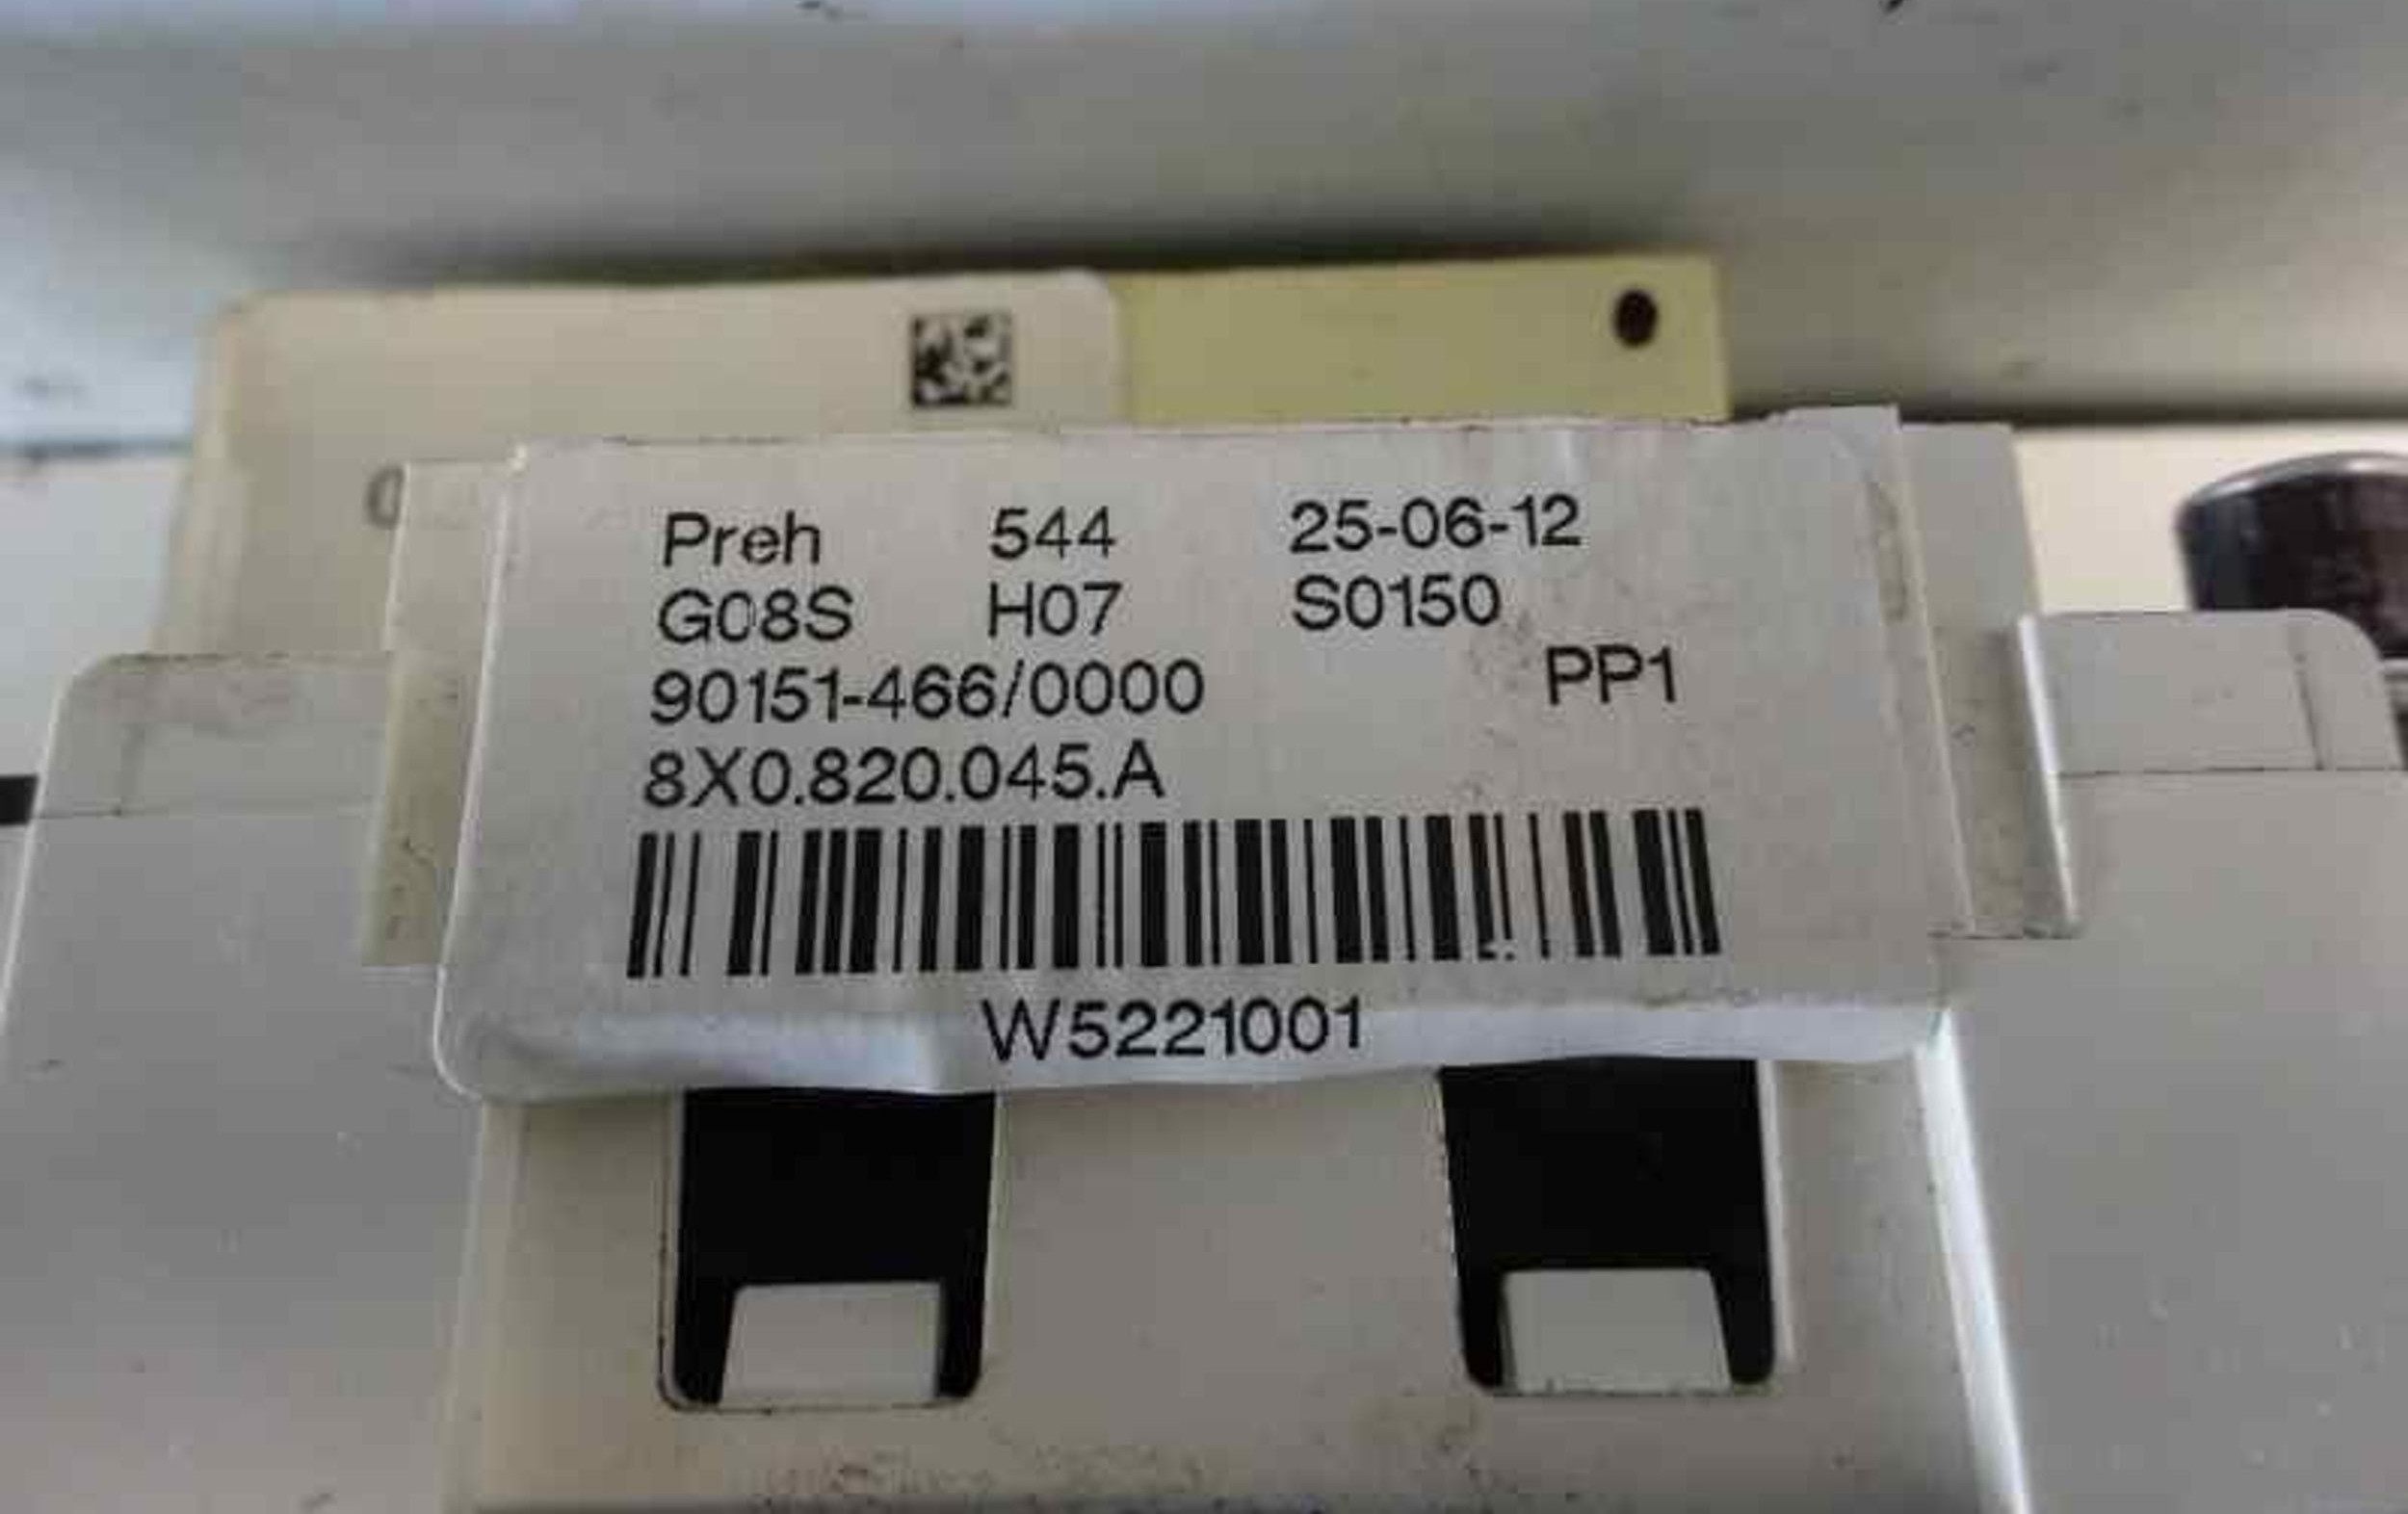 Preh 544 25-06-12
G08S H07 S0150
90151-466/0000 PP1
8X0.820.045.A
W5221001